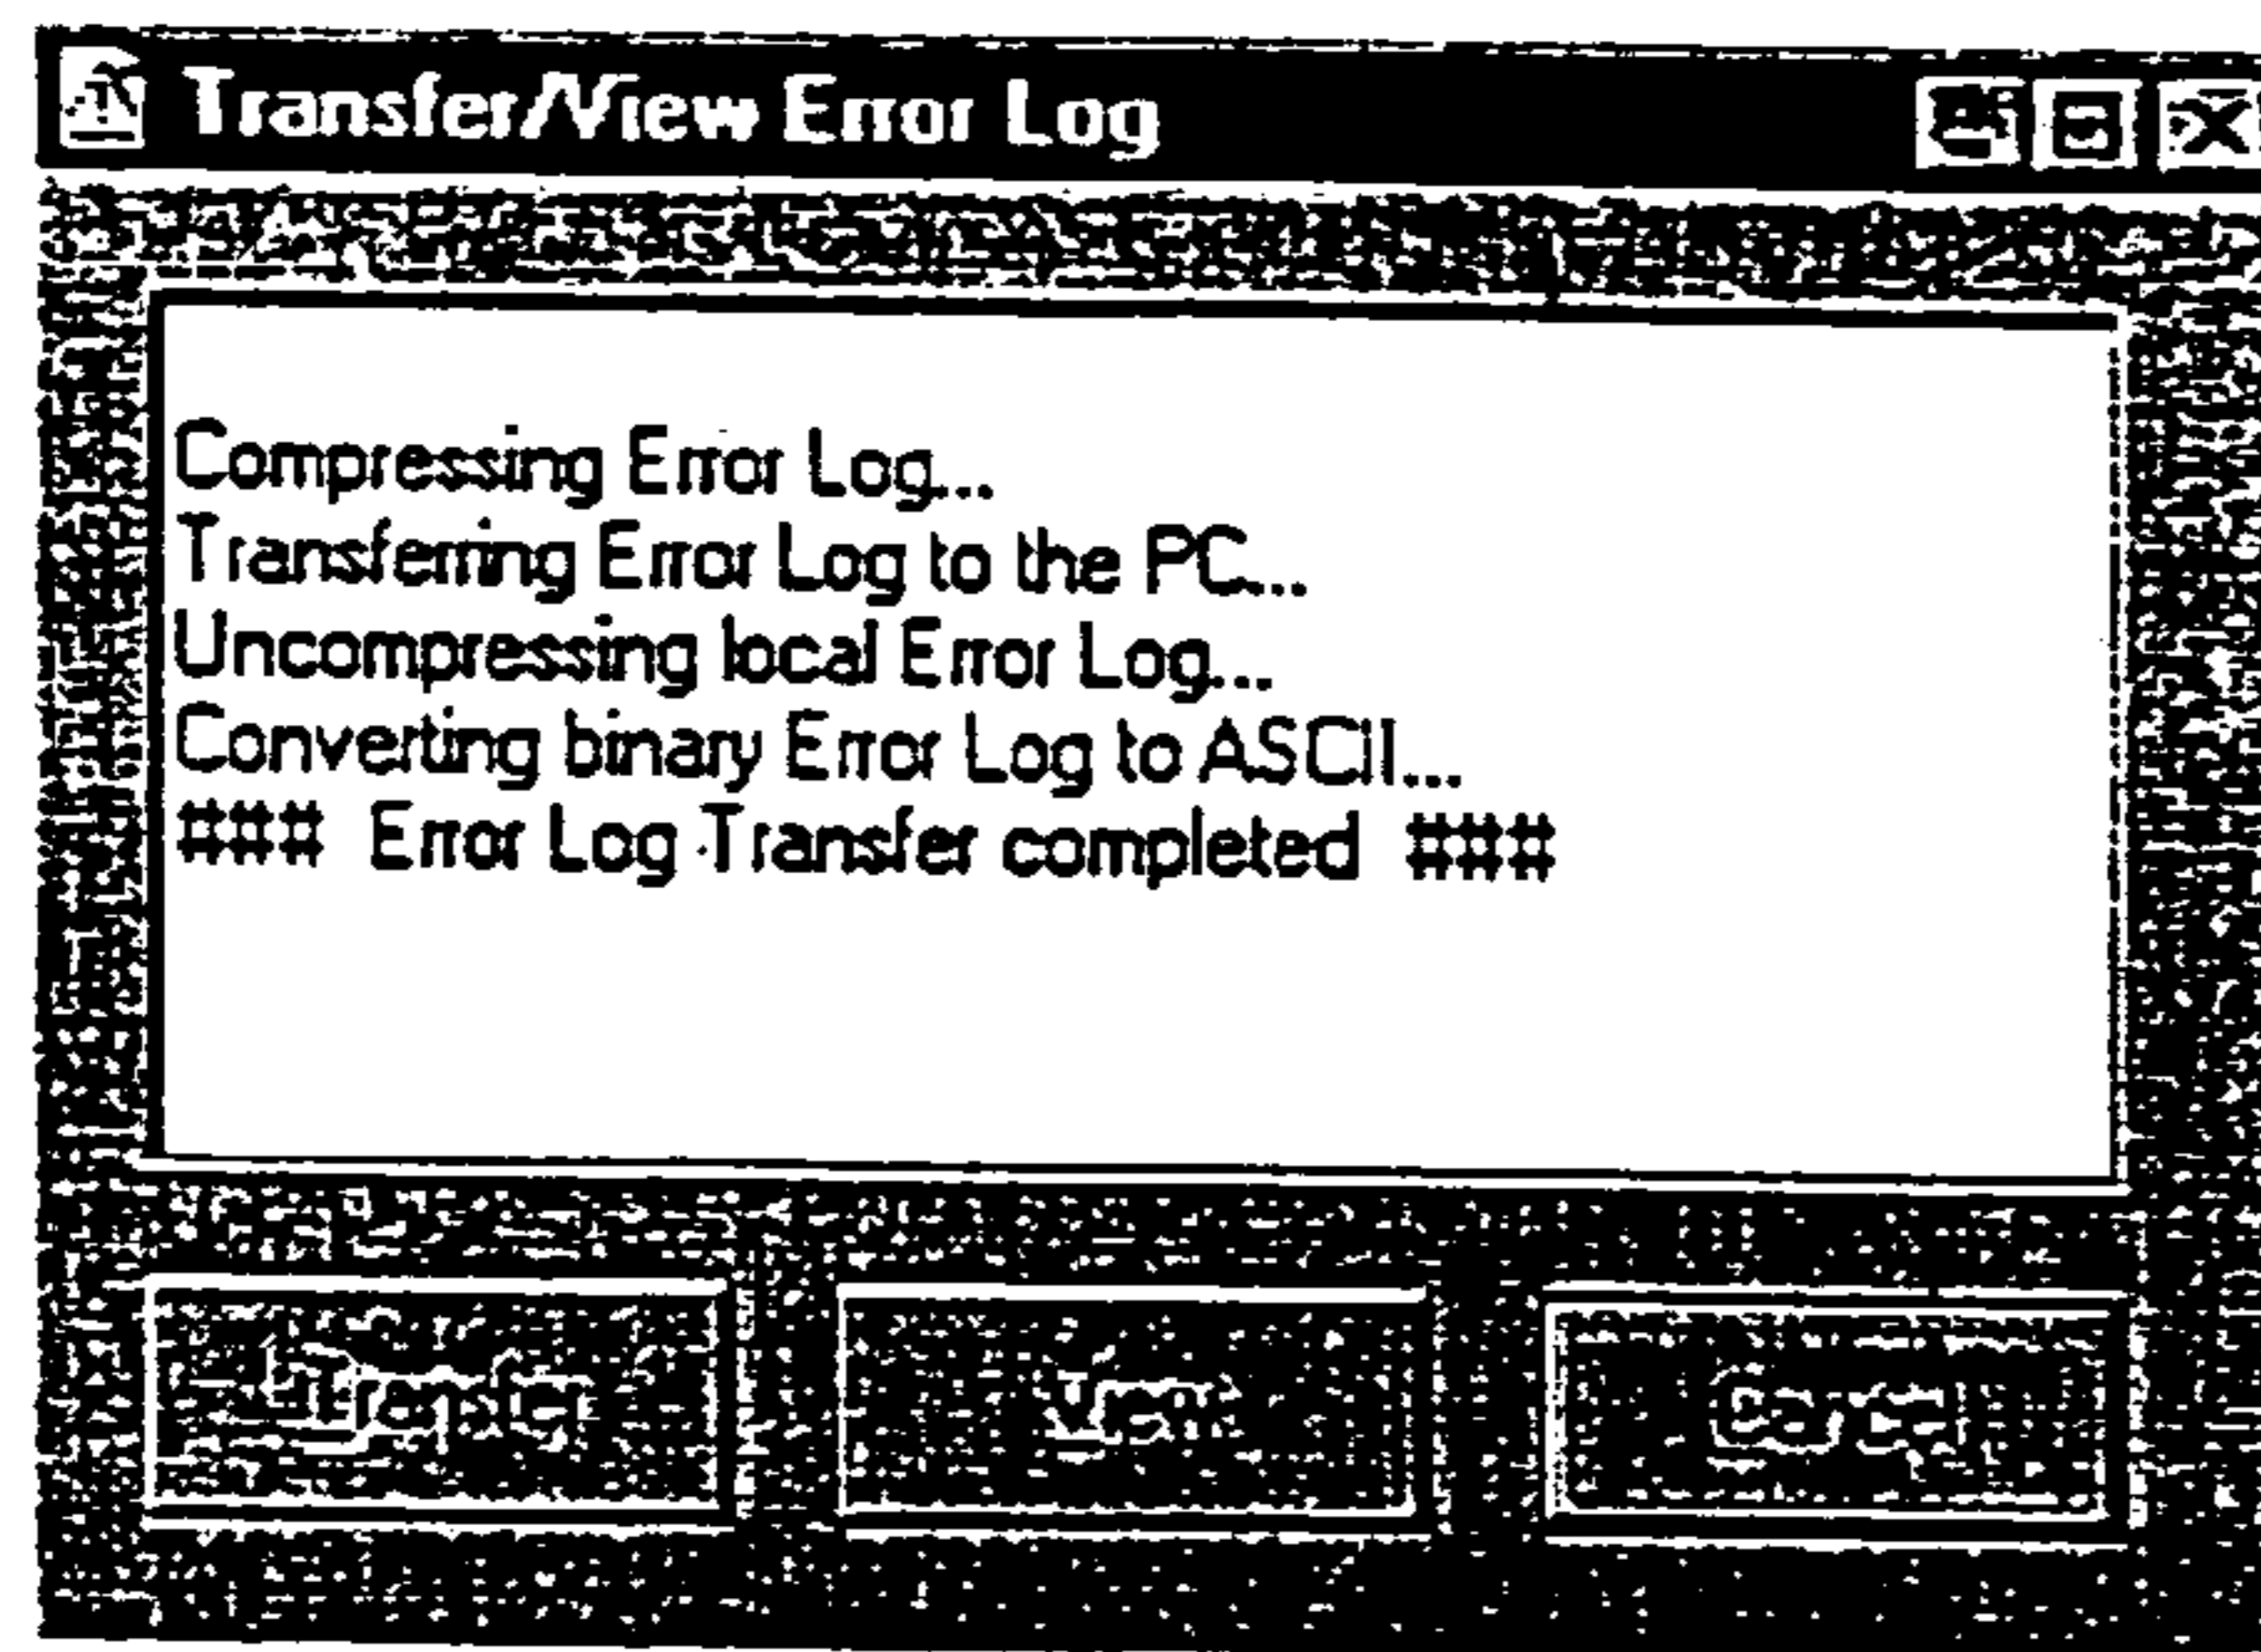 Transfer/View Error Log
Compressing Error Log...
Transferring Error Log to the PC...
Uncompressing local Error Log...
Converting binary Error Log to ASCII...
### Error Log Transfer completed ###
Cancel